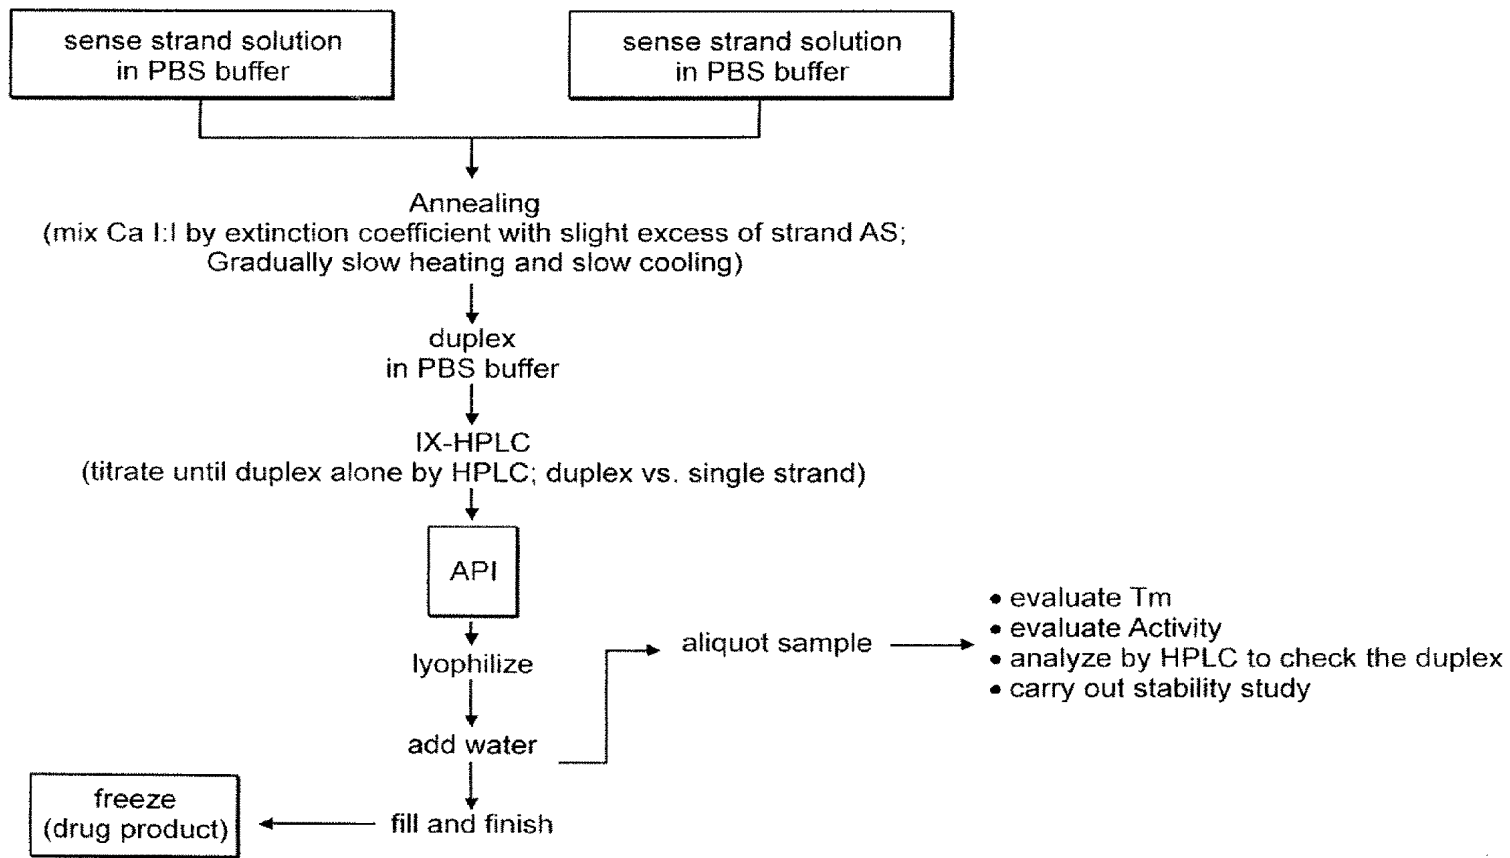 sense strand solution
in PBS buffer
sense strand solution
in PBS buffer
Annealing
(mix Ca I:I by extinction coefficient with slight excess of strand AS;
Gradually slow heating and slow cooling)
duplex
in PBS buffer
IX-HPLC
(titrate until duplex alone by HPLC; duplex vs. single strand)
API
lyophilize
add water
fill and finish
freeze
(drug product)
aliquot sample
• evaluate Tm
• evaluate Activity
• analyze by HPLC to check the duplex
• carry out stability study